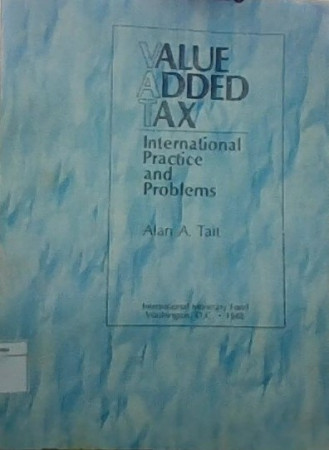 VALUE
ADDED
TAX
International
Practice
and
Problems
Alan A. Tait
International Monetary Fund
Washington, D.C. • 1988